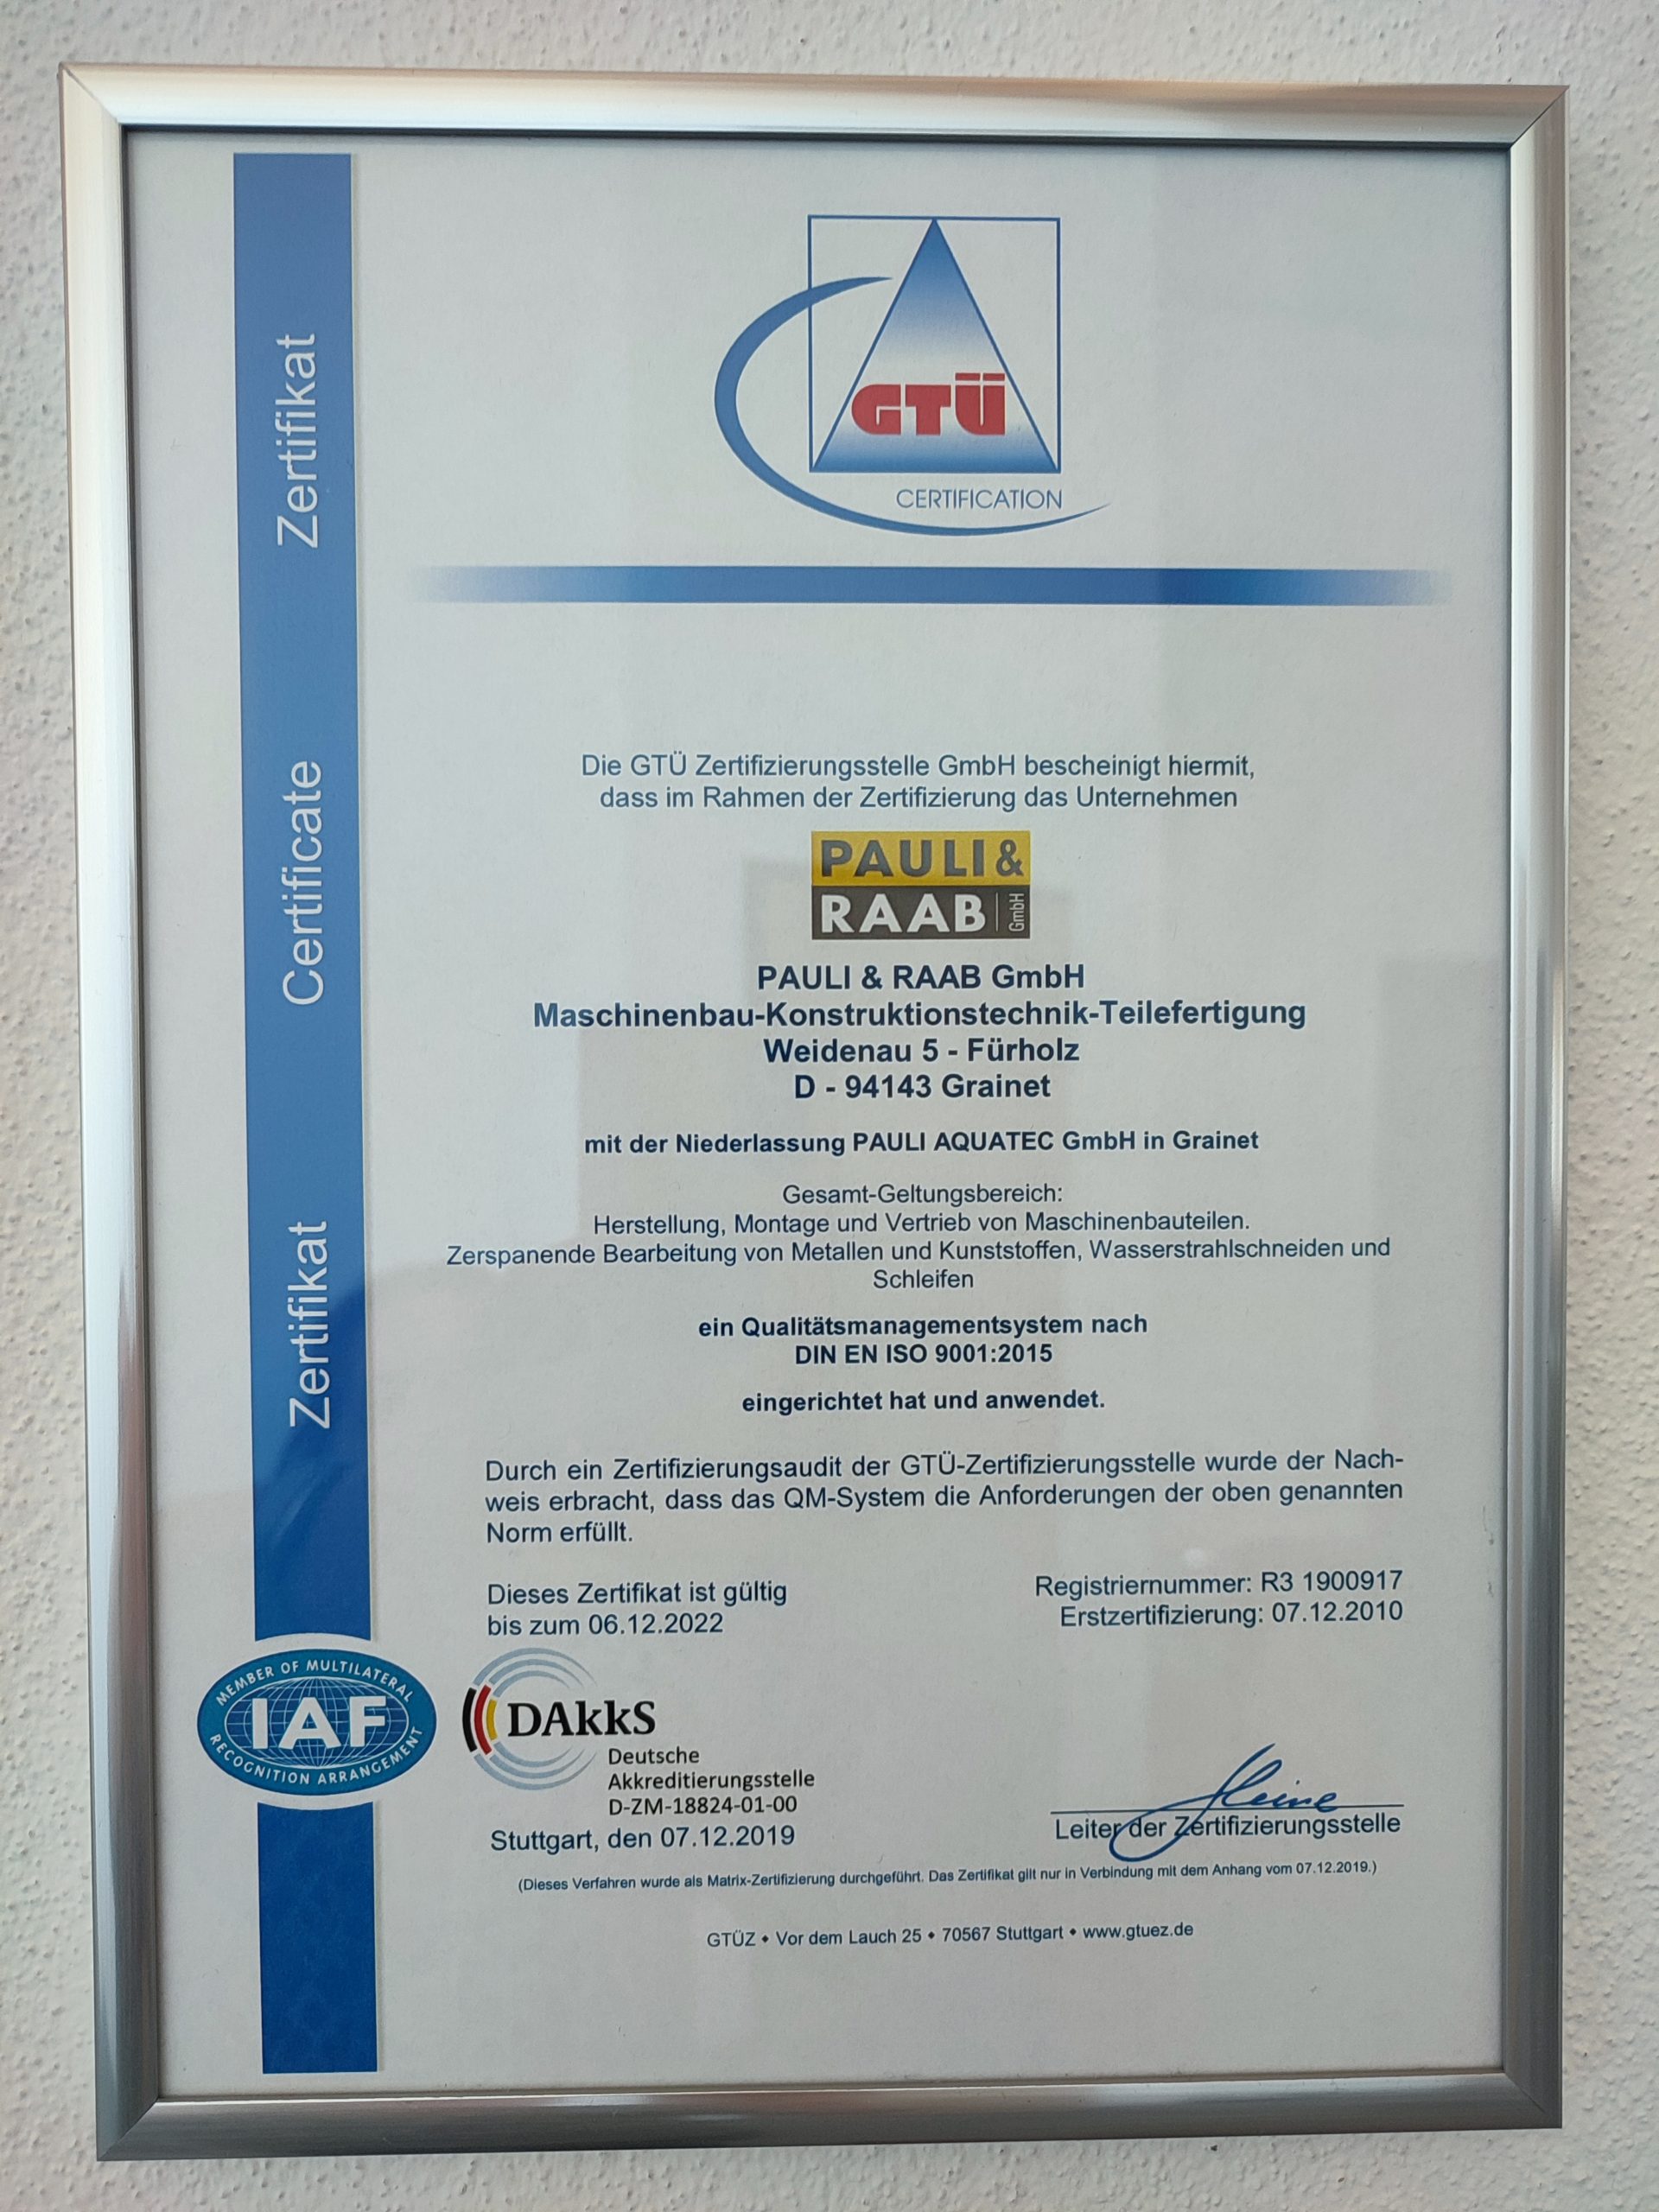 Zertifikat
Certificate
Zertifikat
GTÜ
CERTIFICATION
Die GTÜ Zertifizierungsstelle GmbH bescheinigt hiermit,
dass im Rahmen der Zertifizierung das Unternehmen
PAULI &
RAAB GmbH
PAULI & RAAB GmbH
Maschinenbau-Konstruktionstechnik-Teilefertigung
Weidenau 5 - Fürholz
D - 94143 Grainet
mit der Niederlassung PAULI AQUATEC GmbH in Grainet
Gesamt-Geltungsbereich:
Herstellung, Montage und Vertrieb von Maschinenbauteilen.
Zerspanende Bearbeitung von Metallen und Kunststoffen, Wasserstrahlschneiden und
Schleifen
ein Qualitätsmanagementsystem nach
DIN EN ISO 9001:2015
eingerichtet hat und anwendet.
Durch ein Zertifizierungsaudit der GTÜ-Zertifizierungsstelle wurde der Nach-
weis erbracht, dass das QM-System die Anforderungen der oben genannten
Norm erfüllt.
Dieses Zertifikat ist gültig
bis zum 06.12.2022
Registriernummer: R3 1900917
Erstzertifizierung: 07.12.2010
MEMBER OF MULTILATERAL
IAF
RECOGNITION ARRANGEMENT
DAkkS
Deutsche
Akkreditierungsstelle
D-ZM-18824-01-00
Stuttgart, den 07.12.2019
Heine
Leiter der Zertifizierungsstelle
(Dieses Verfahren wurde als Matrix-Zertifizierung durchgeführt. Das Zertifikat gilt nur in Verbindung mit dem Anhang vom 07.12.2019.)
GTÜZ • Vor dem Lauch 25 • 70567 Stuttgart • www.gtuez.de